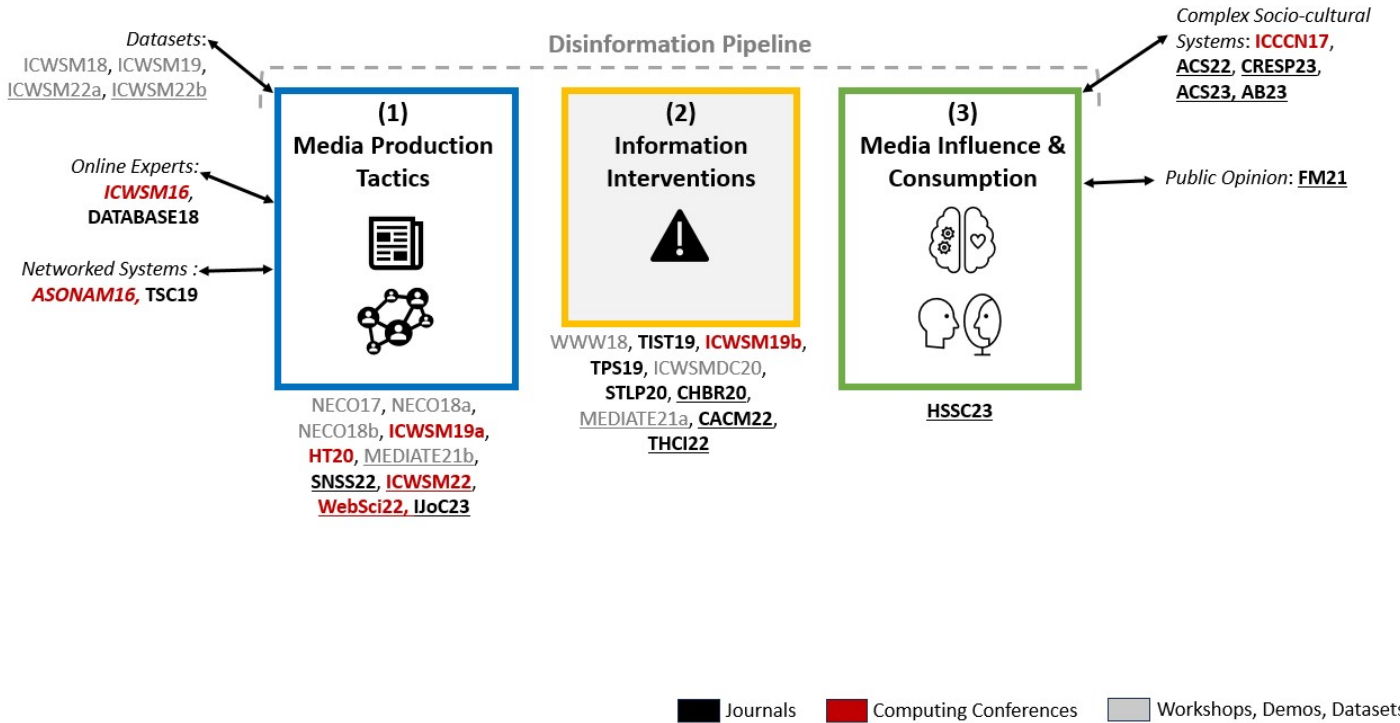 Disinformation Pipeline
Datasets:
ICWSM18, ICWSM19,
ICWSM22a, ICWSM22b
Online Experts:
ICWSM16,
DATABASE18
Networked Systems :
ASONAM16, TSC19
(1)
Media Production
Tactics
NECO17, NECO18a,
NECO18b, ICWSM19a,
HT20, MEDIATE21b,
SNSS22, ICWSM22,
WebSci22, IJoC23
(2)
Information
Interventions
WWW18, TIST19, ICWSM19b,
TPS19, ICWSMDC20,
STLP20, CHBR20,
MEDIATE21a, CACM22,
THCI22
(3)
Media Influence &
Consumption
HSSC23
Complex Socio-cultural
Systems: ICCCN17,
ACS22, CRESP23,
ACS23, AB23
Public Opinion: FM21
Journals
Computing Conferences
Workshops, Demos, Datasets